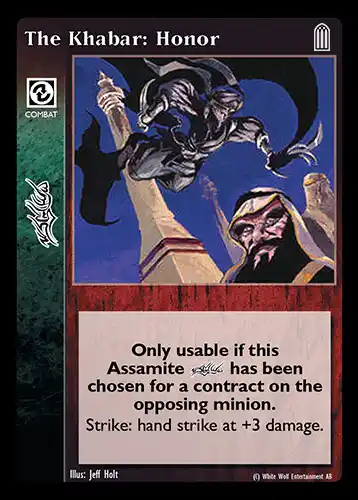 The Khabar: Honor
COMBAT
Only usable if this
Assamite has been
chosen for a contract on the
opposing minion.
Strike: hand strike at +3 damage.
Illus: Jeff Holt
(C) White Wolf Entertainment AB